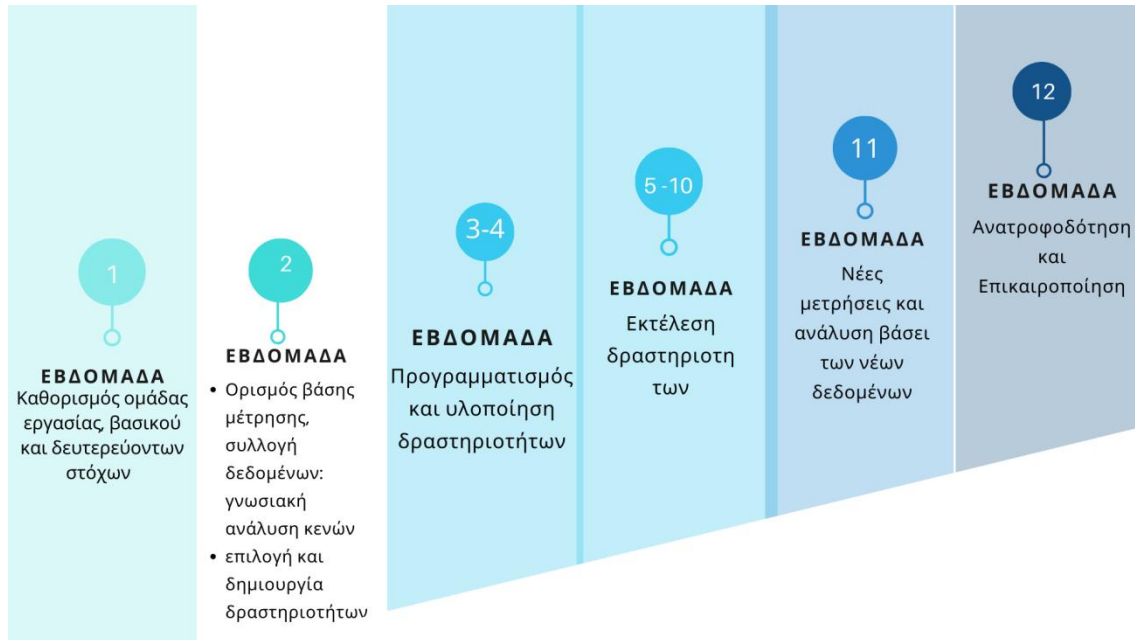 1
ΕΒΔΟΜΑΔΑ
Καθορισμός ομάδας
εργασίας, βασικού
και δευτερεύοντων
στόχων
2
ΕΒΔΟΜΑΔΑ
• Ορισμός βάσης
μέτρησης,
συλλογή
δεδομένων:
γνωσιακή
ανάλυση κενών
• επιλογή και
δημιουργία
δραστηριοτήτων
3-4
ΕΒΔΟΜΑΔΑ
Προγραμματισμός
και υλοποίηση
δραστηριοτήτων
5 -10
ΕΒΔΟΜΑΔΑ
Εκτέλεση
δραστηριοτη
των
11
ΕΒΔΟΜΑΔΑ
Νέες
μετρήσεις και
ανάλυση βάσει
των νέων
δεδομένων
12
ΕΒΔΟΜΑΔΑ
Ανατροφοδότηση
και
Επικαιροποίηση